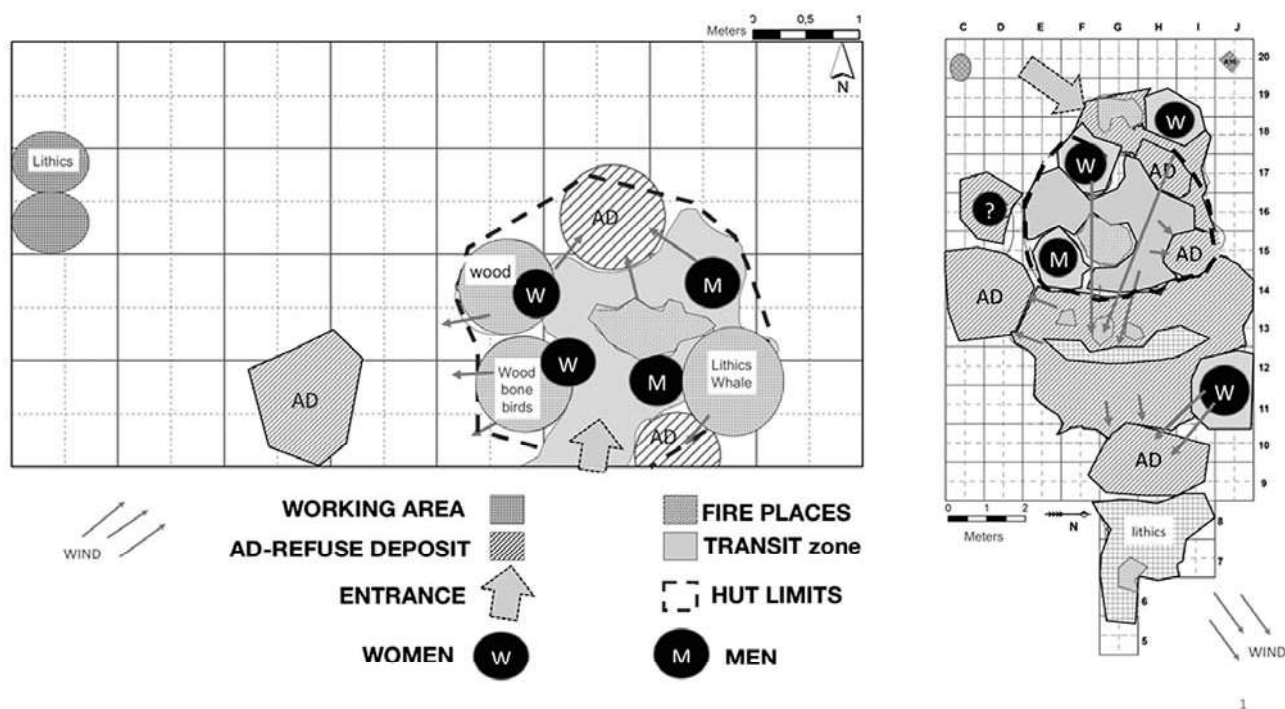 Meters
0
0,5
1
N
Lithics
AD
wood
W
M
W
M
Wood
bone
birds
Lithics
Whale
AD
AD
WIND
WORKING AREA
AD-REFUSE DEPOSIT
ENTRANCE
WOMEN
W
FIRE PLACES
TRANSIT zone
HUT LIMITS
M
MEN
C D E F G H I J
20
19
18
17
16
15
14
13
12
11
10
9
8
7
6
5
W
W
AD
?
M
AD
AD
W
AD
0 1 2
Meters
N
lithics
WIND
1